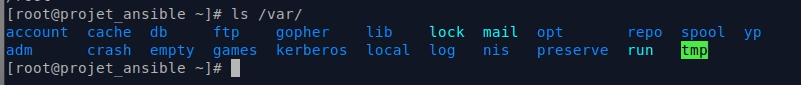 [root@projet_ansible ~]# ls /var/
account cache db ftp gopher lib lock mail opt repo spool yp
adm crash empty games kerberos local log nis preserve run tmp
[root@projet_ansible ~]#